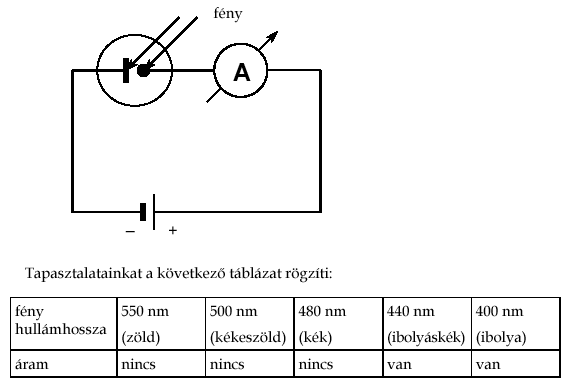 fény
A
– +
Tapasztalatainkat a következő táblázat rögzíti:
fény hullámhossza 550 nm (zöld) 500 nm (kékeszöld) 480 nm (kék) 440 nm (ibolyáskék) 400 nm (ibolya)
áram nincs nincs nincs van van